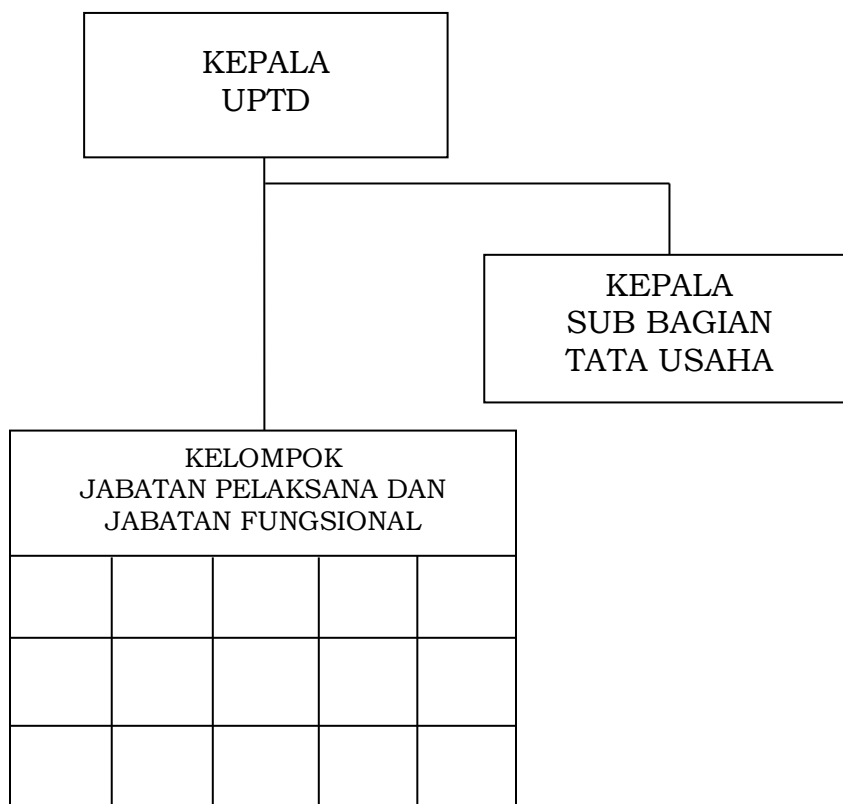 KEPALA
UPTD
KEPALA
SUB BAGIAN
TATA USAHA
KELOMPOK
JABATAN PELAKSANA DAN
JABATAN FUNGSIONAL